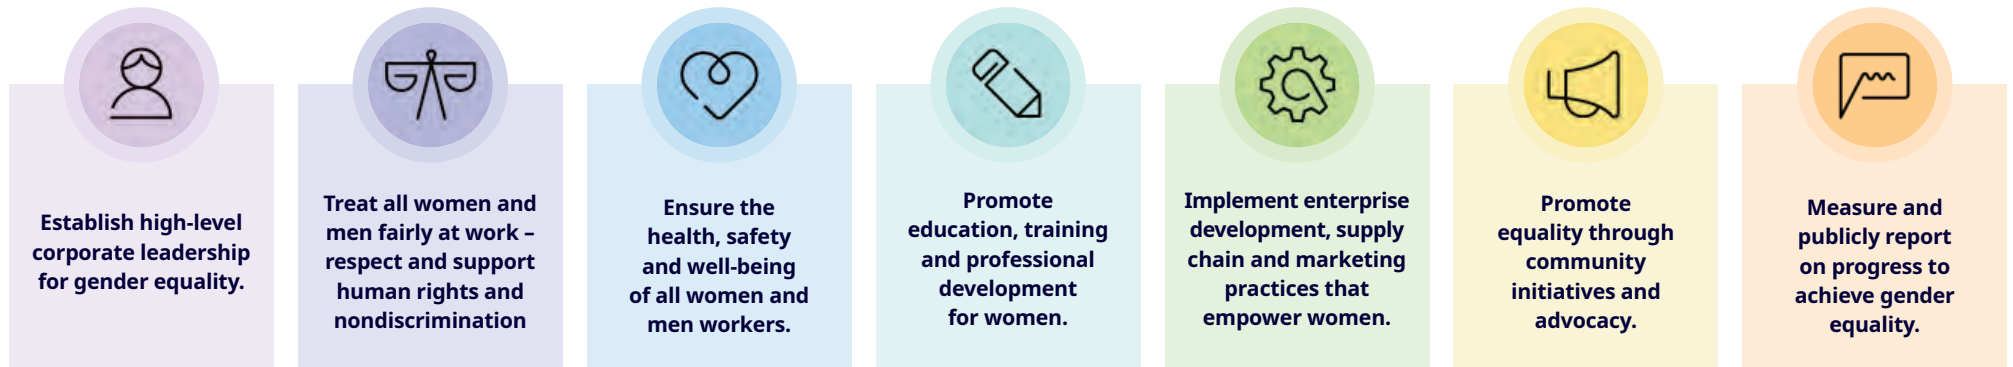 Establish high-level
corporate leadership
for gender equality.
Treat all women and
men fairly at work –
respect and support
human rights and
nondiscrimination
Ensure the
health, safety
and well-being
of all women and
men workers.
Promote
education, training
and professional
development
for women.
Implement enterprise
development, supply
chain and marketing
practices that
empower women.
Promote
equality through
community
initiatives and
advocacy.
Measure and
publicly report
on progress to
achieve gender
equality.